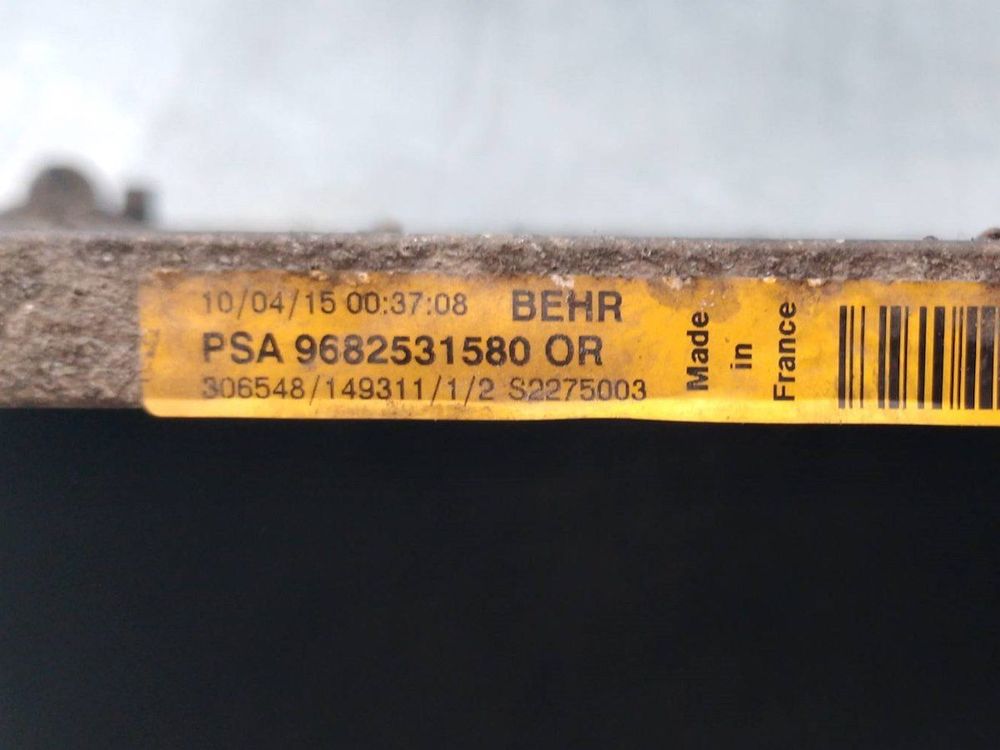 10/04/15 00:37:08 BEHR
PSA 9682531580 OR
306548/149311/1/2 S2275003
Made
in
France